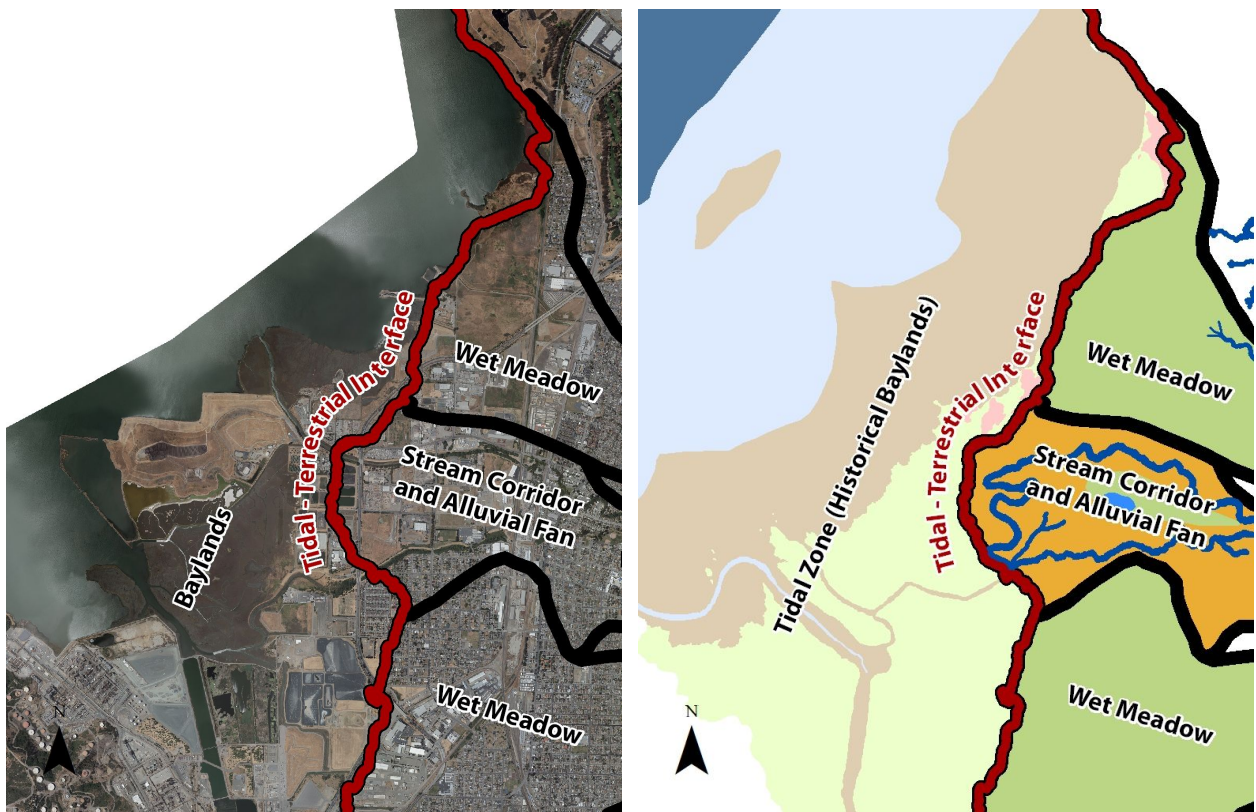 Tidal - Terrestrial Interface
Wet Meadow
Stream Corridor
and Alluvial Fan
Baylands
Wet Meadow
N
Tidal Zone (Historical Baylands)
Tidal - Terrestrial Interface
Wet Meadow
Stream Corridor
and Alluvial Fan
Wet Meadow
N